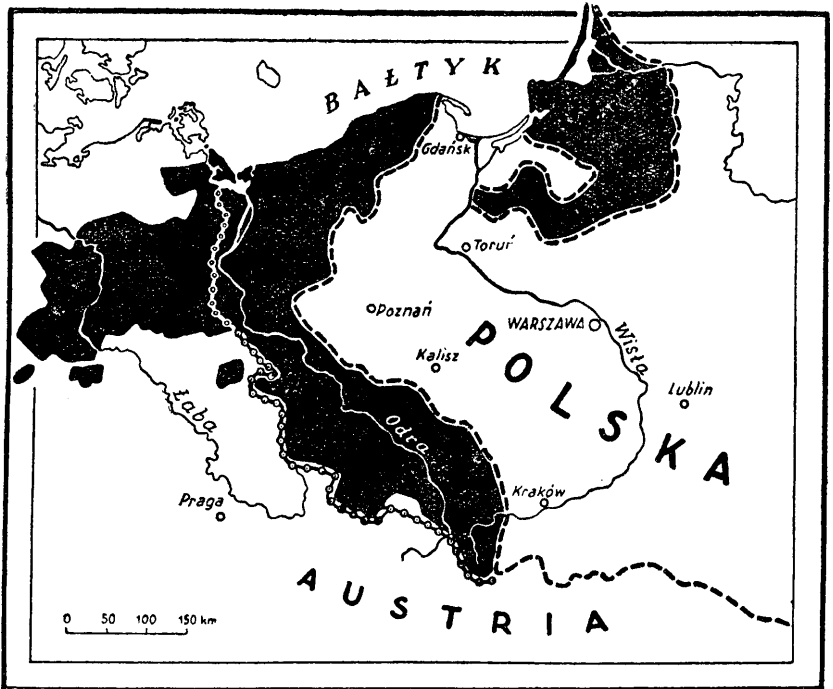 BAŁTYK
Gdańsk
Toruń
Poznań
WARSZAWA
Wisła
POLSKA
Kalisz
Lublin
Łaba
Odra
Kraków
Praga
AUSTRIA
0 50 100 150 km